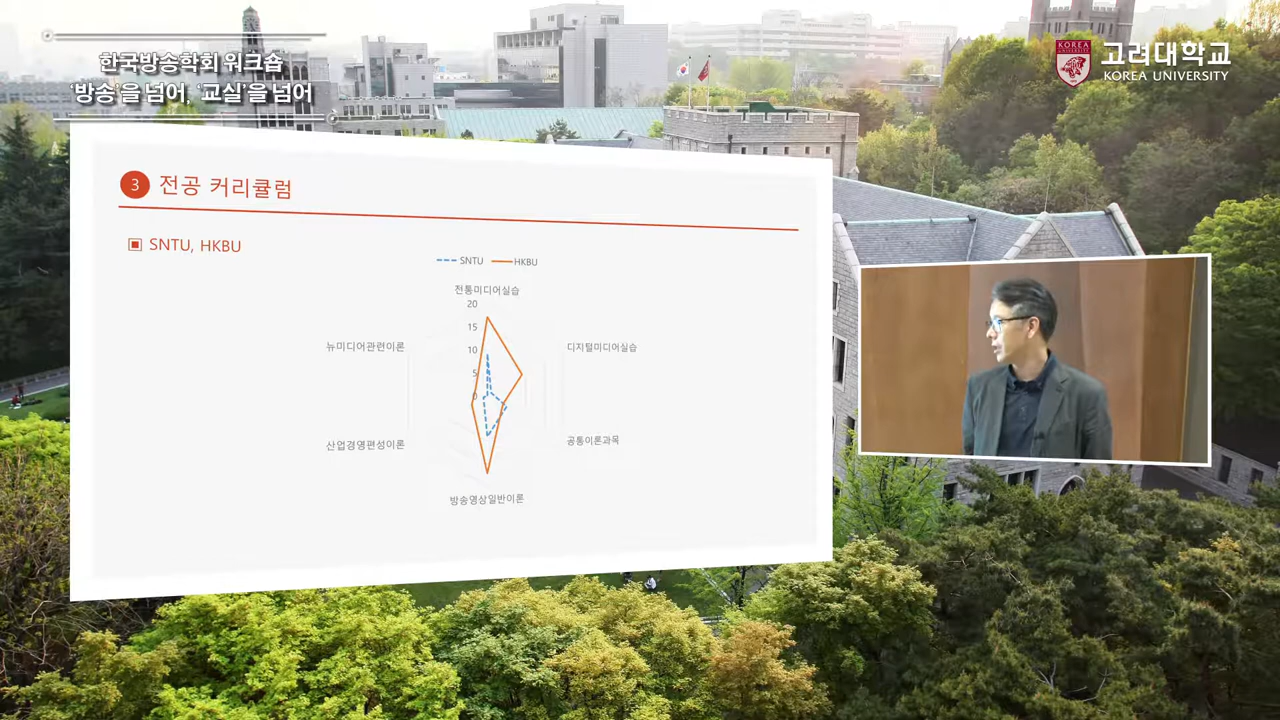 한국방송학회 워크숍
'방송'을 넘어, '교실'을 넘어
KOREA
UNIVERSITY
고려대학교
KOREA UNIVERSITY
3 전공 커리큘럼
SNTU, HKBU
SNTU HKBU
전통미디어실습
20
15
10
5
0
뉴미디어관련이론
디지털미디어실습
산업경영편성이론
공통이론과목
방송영상일반이론